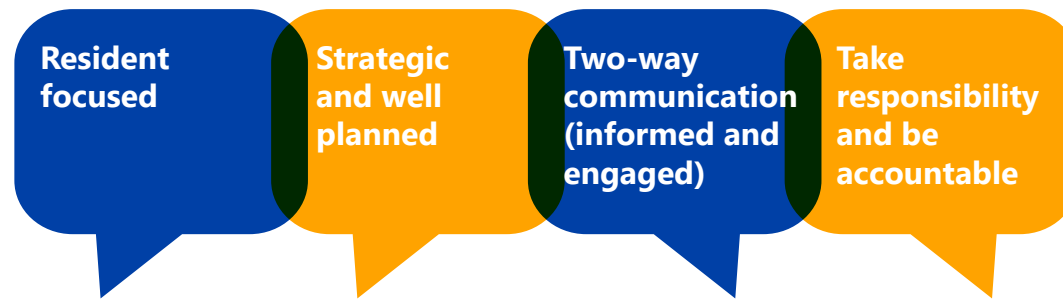 Resident
focused
Strategic
and well
planned
Two-way
communication
(informed and
engaged)
Take
responsibility
and be
accountable